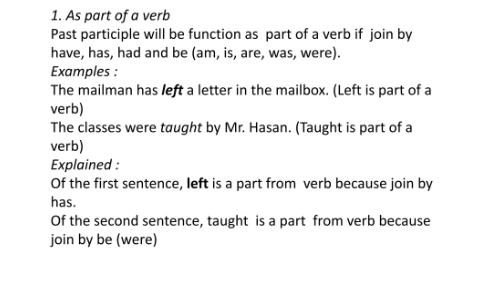 1. As part of a verb
Past participle will be function as  part of a verb if  join by
have, has, had and be (am, is, are, was, were).
Examples :
The mailman has left a letter in the mailbox. (Left is part of a
verb)
The classes were taught by Mr. Hasan. (Taught is part of a
verb)
Explained :
Of the first sentence, left is a part from  verb because join by
has.
Of the second sentence, taught  is a part  from verb because
join by be (were)